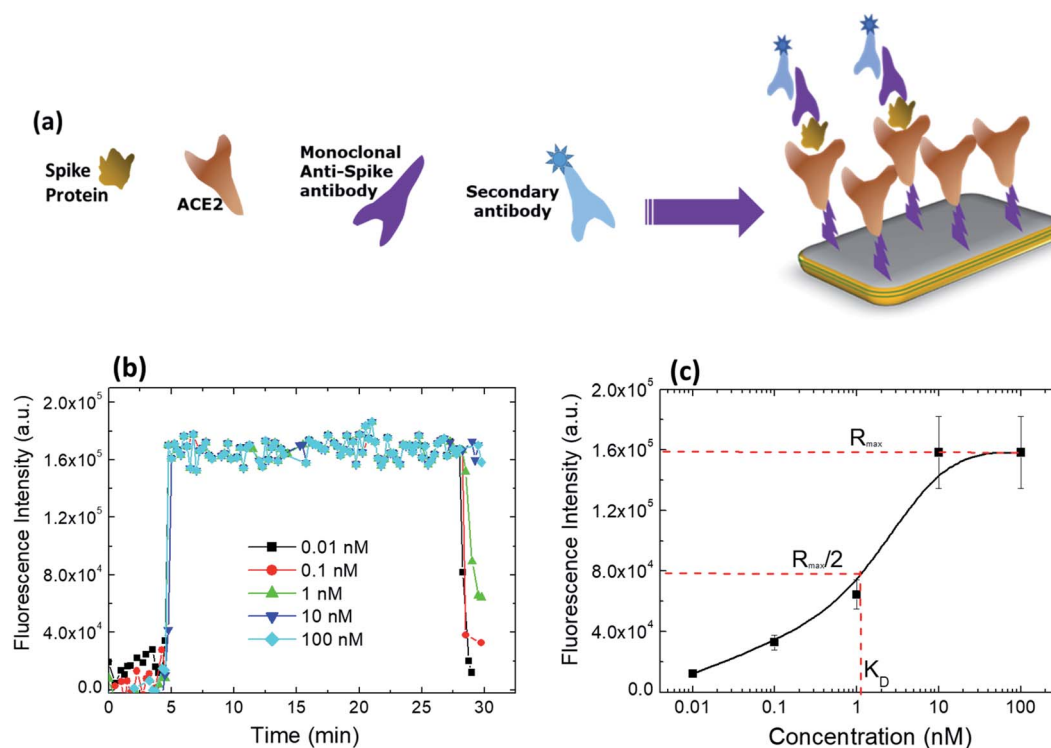 (a)
Spike
Protein
ACE2
Monoclonal
Anti-Spike
antibody
Secondary
antibody
(b)
Fluorescence Intensity (a.u.)
2.0x10⁵
1.6x10⁵
1.2x10⁵
8.0x10⁴
4.0x10⁴
0.0
0.01 nM
0.1 nM
1 nM
10 nM
100 nM
0 5 10 15 20 25 30
Time (min)
(c)
Fluorescence Intensity (a.u.)
2.0x10⁵
1.6x10⁵
1.2x10⁵
8.0x10⁴
4.0x10⁴
0.0
Rmax
Rmax/2
KD
0.01 0.1 1 10 100
Concentration (nM)